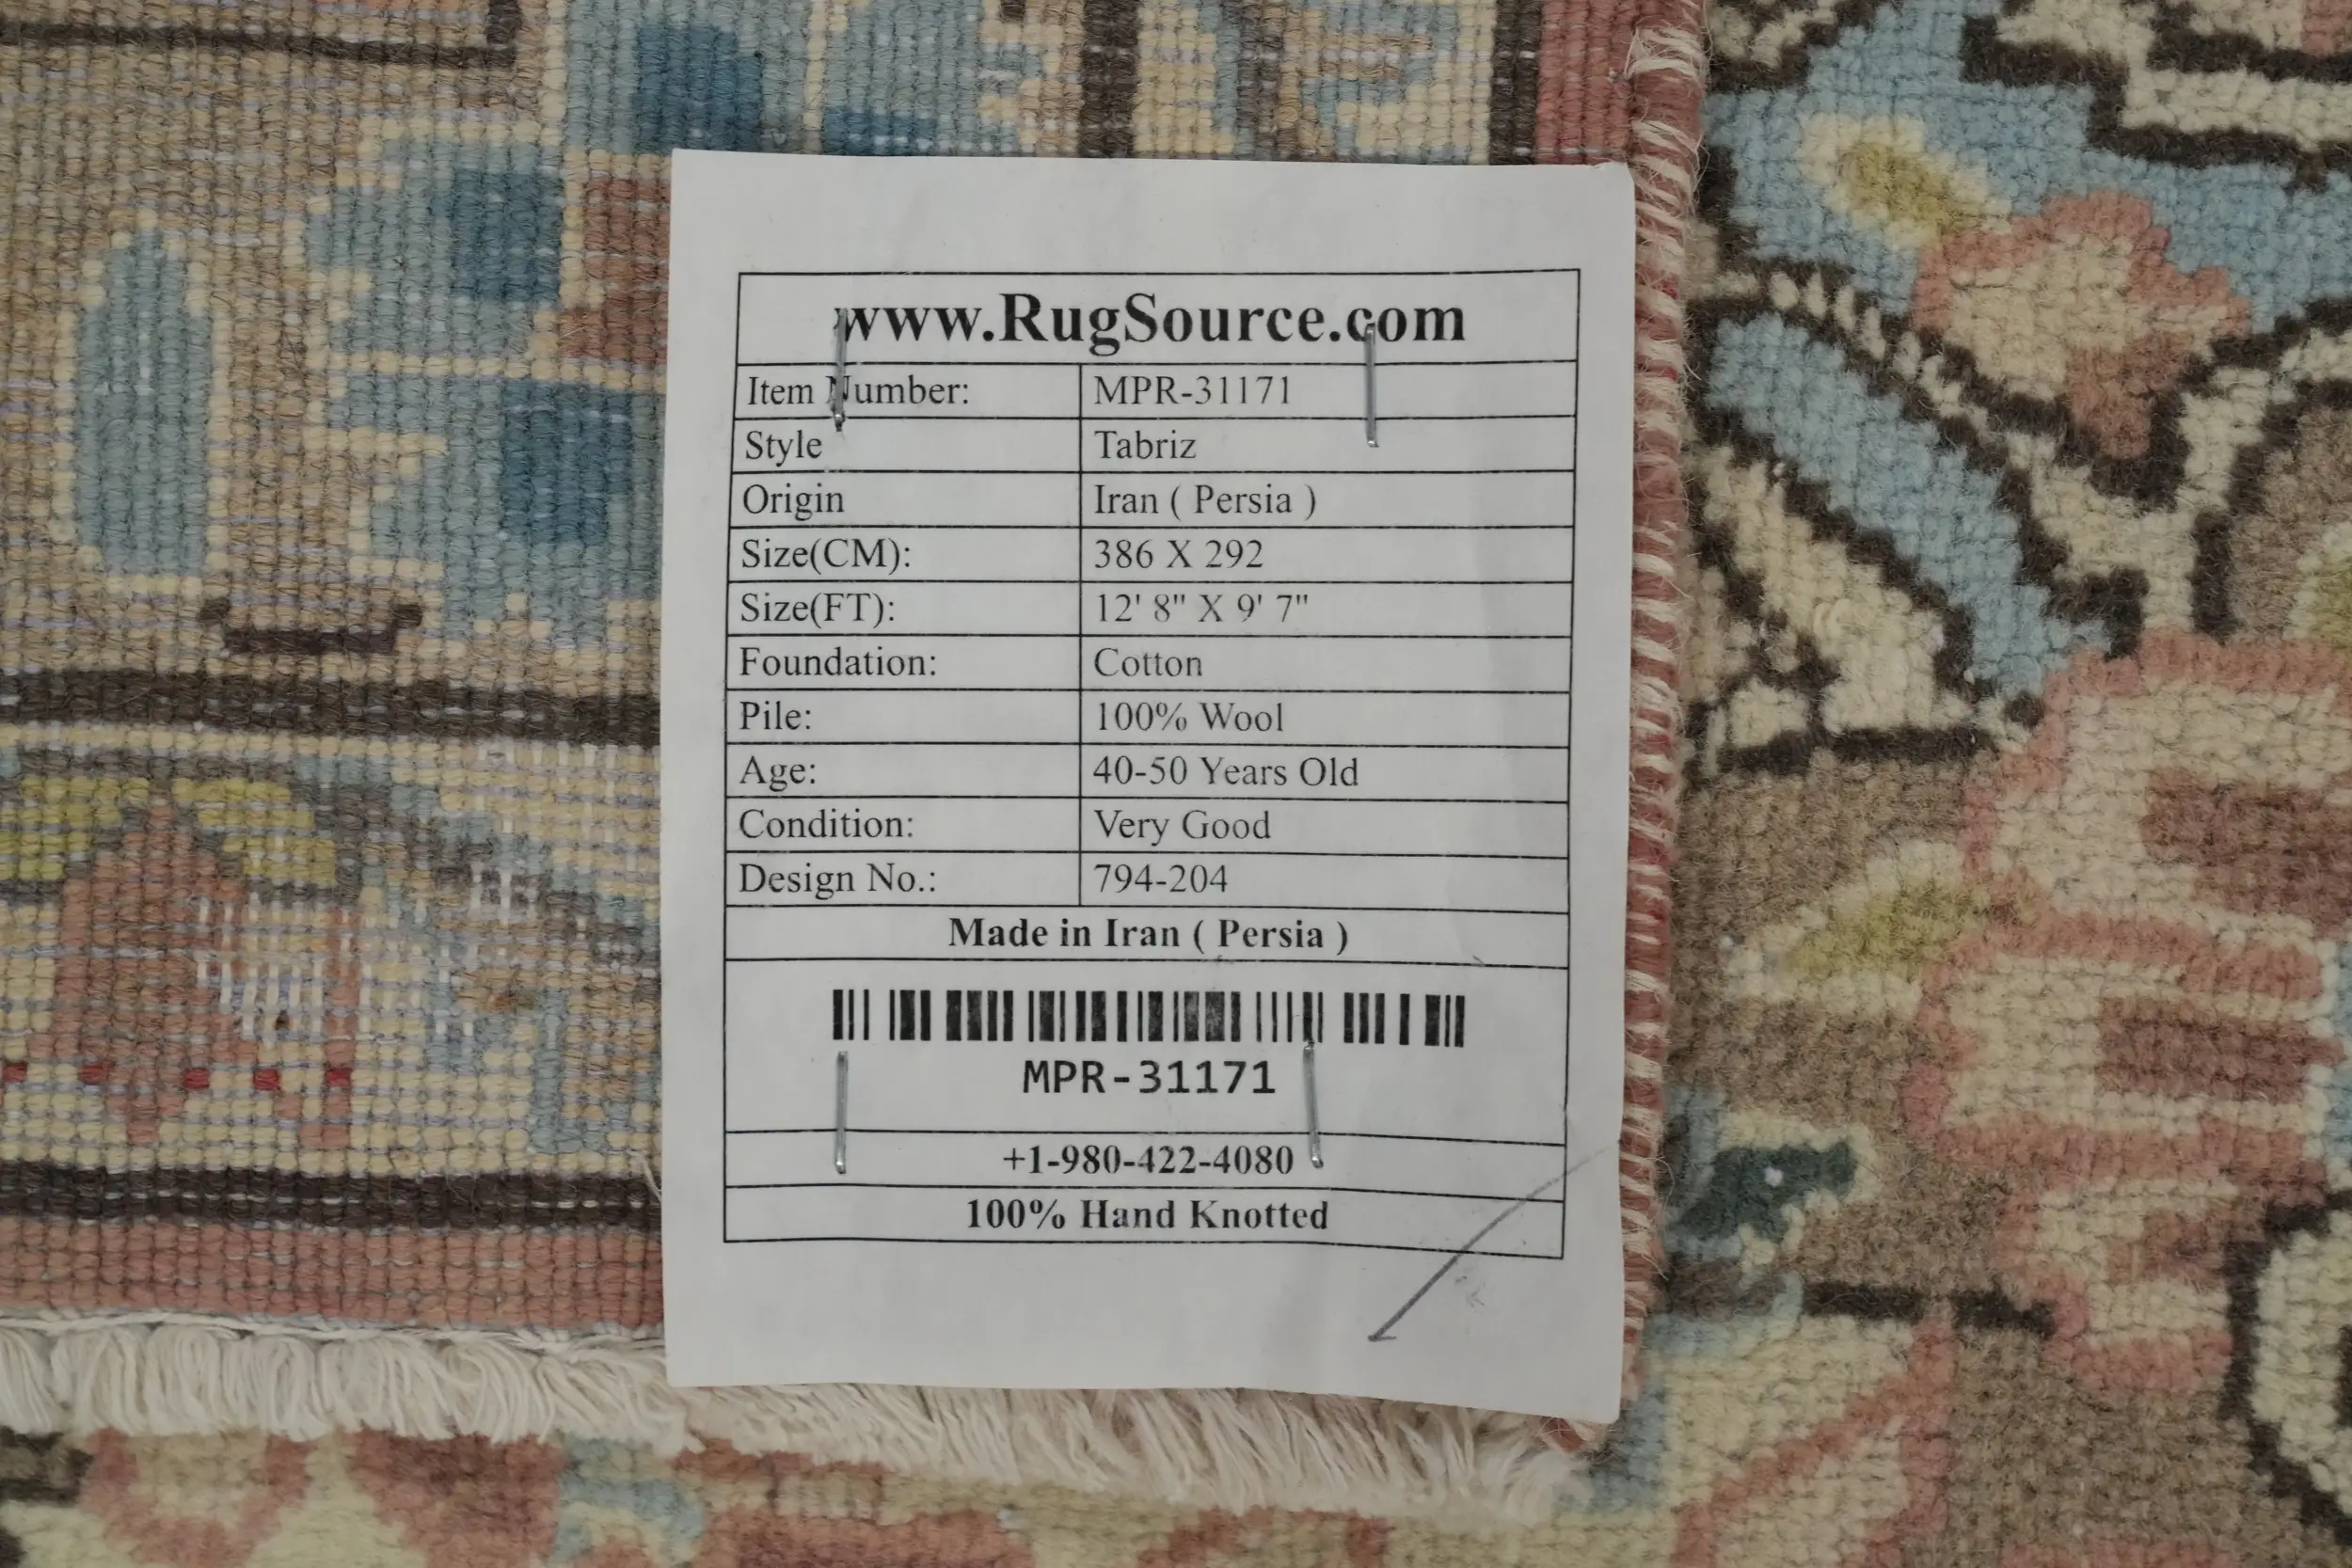 www.RugSource.com
Item Number: MPR-31171
Style Tabriz
Origin Iran ( Persia )
Size(CM): 386 X 292
Size(FT): 12' 8" X 9' 7"
Foundation: Cotton
Pile: 100% Wool
Age: 40-50 Years Old
Condition: Very Good
Design No.: 794-204
Made in Iran ( Persia )
MPR-31171
+1-980-422-4080
100% Hand Knotted